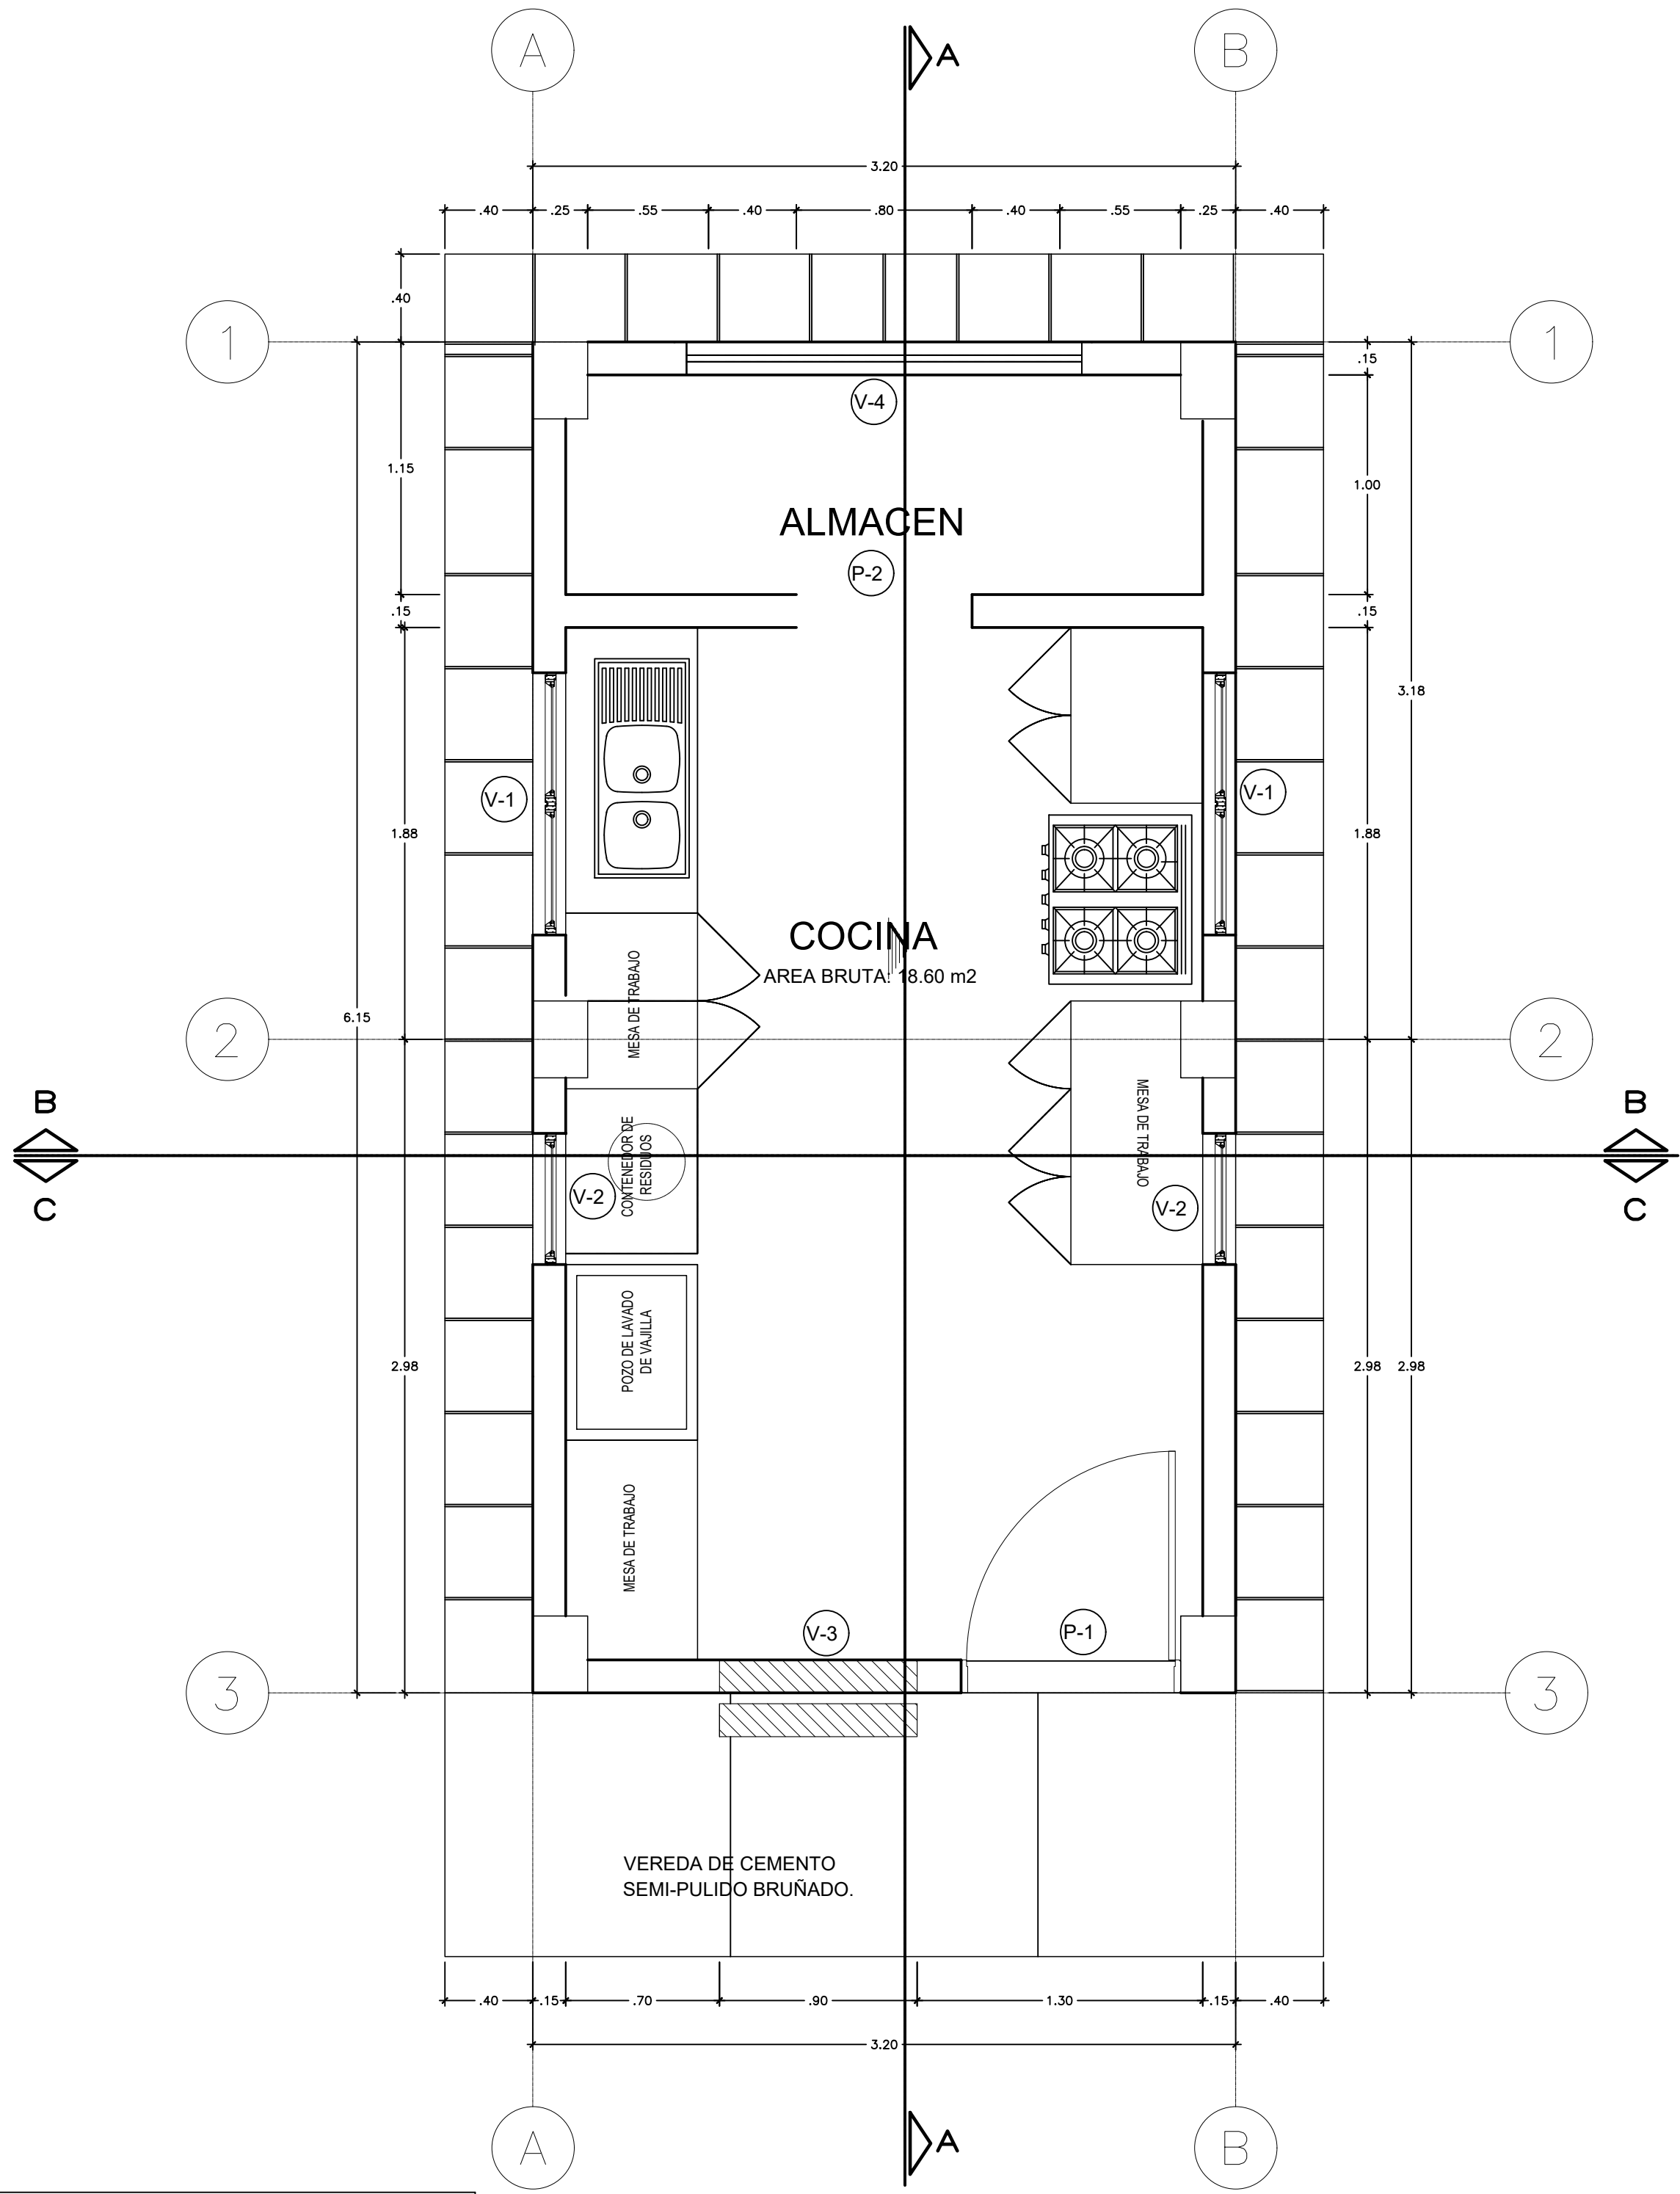 A
B
A
3.20
.40
.25
.55
.40
.80
.40
.55
.25
.40
.40
1
1
.15
V-4
1.15
1.00
ALMACEN
P-2
.15
.15
3.18
V-1
V-1
1.88
1.88
COCINA
AREA BRUTA: 18.60 m2
MESA DE TRABAJO
6.15
2
2
B
B
MESA DE TRABAJO
CONTENEDOR DE
RESIDUOS
V-2
V-2
C
C
POZO DE LAVADO
DE VAJILLA
2.98
2.98
2.98
MESA DE TRABAJO
V-3
P-1
3
3
VEREDA DE CEMENTO
SEMI-PULIDO BRUÑADO.
.40
.15
.70
.90
1.30
.15
.40
3.20
A
A
B